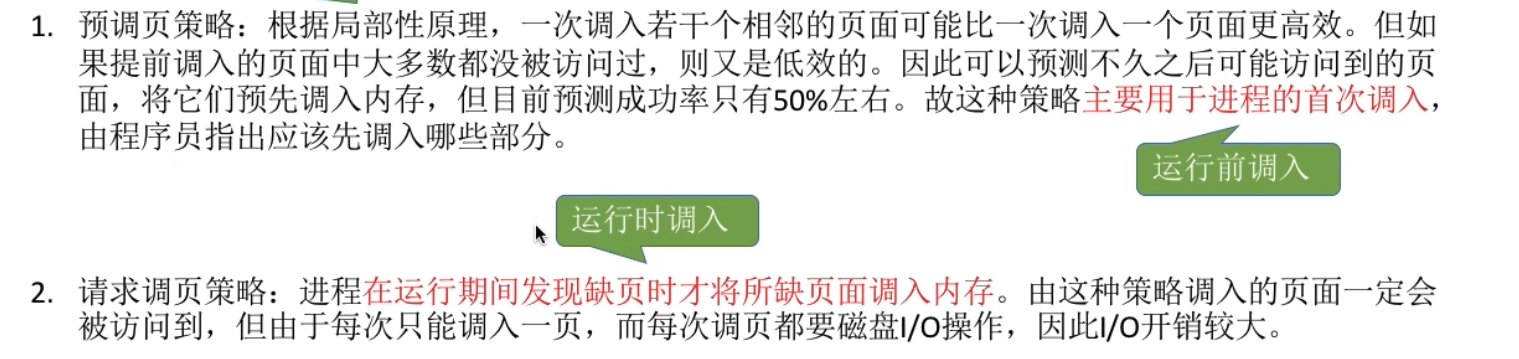 1. 预调页策略：根据局部性原理，一次调入若干个相邻的页面可能比一次调入一个页面更高效。但如
果提前调入的页面中大多数都没被访问过，则又是低效的。因此可以预测不久之后可能访问到的页
面，将它们预先调入内存，但目前预测成功率只有50%左右。故这种策略主要用于进程的首次调入，
由程序员指出应该先调入哪些部分。
运行前调入
运行时调入
2. 请求调页策略：进程在运行期间发现缺页时才将所缺页面调入内存。由这种策略调入的页面一定会
被访问到，但由于每次只能调入一页，而每次调页都要磁盘I/O操作，因此I/O开销较大。